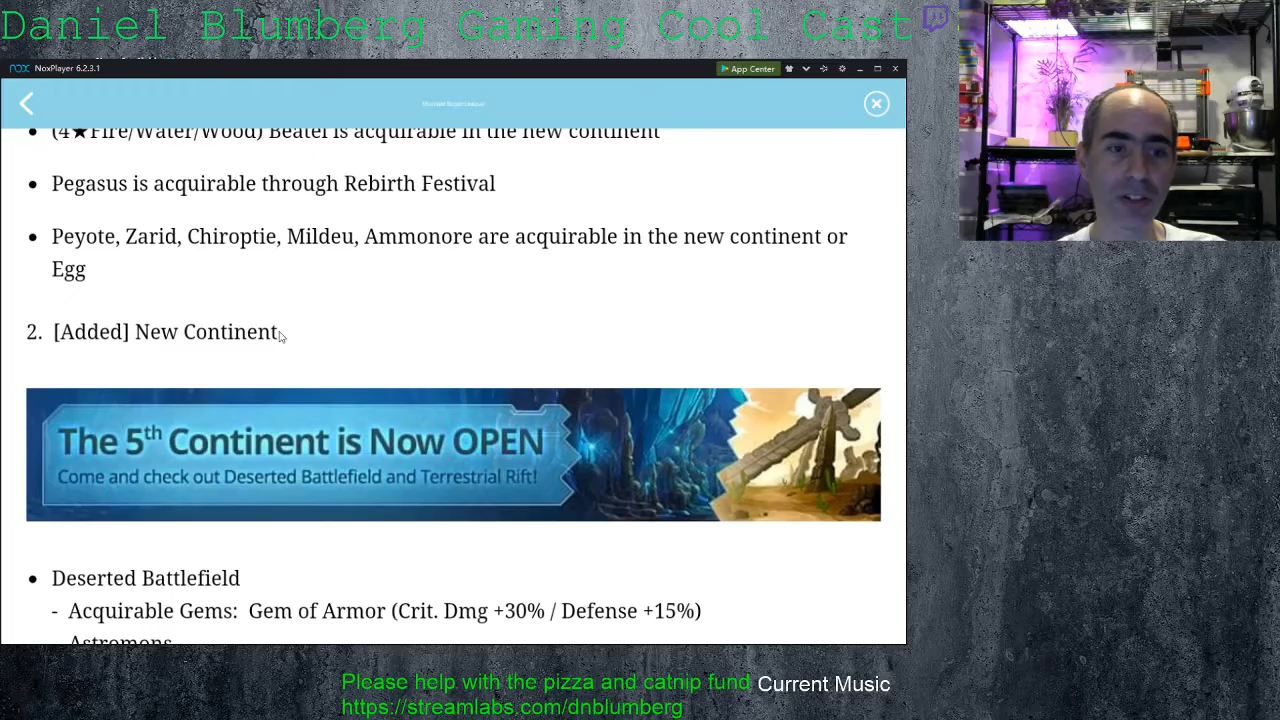 Daniel Blumberg Gaming Cool Cast
nox NoxPlayer 6.2.3.1
App Center
(4★Fire/Water/Wood) Beatel is acquirable in the new continent
Pegasus is acquirable through Rebirth Festival
Peyote, Zarid, Chiroptie, Mildeu, Ammonore are acquirable in the new continent or
Egg
2. [Added] New Continent
The 5th Continent is Now OPEN
Come and check out Deserted Battlefield and Terrestrial Rift!
Deserted Battlefield
- Acquirable Gems: Gem of Armor (Crit. Dmg +30% / Defense +15%)
Astromons
Please help with the pizza and catnip fund
https://streamlabs.com/dnblumberg
Current Music